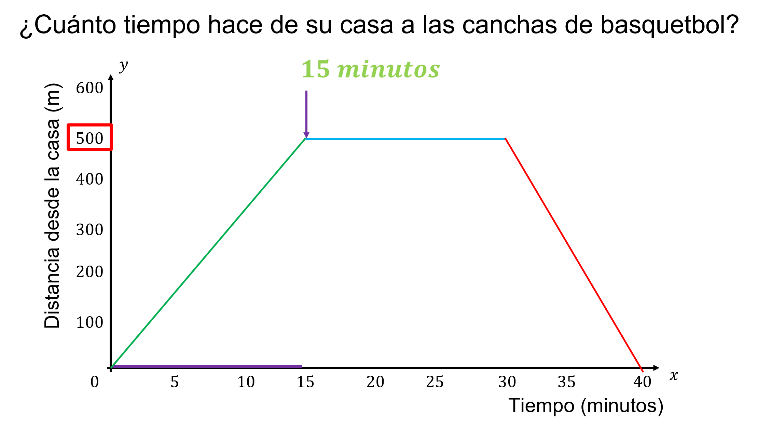 ¿Cuánto tiempo hace de su casa a las canchas de basquetbol?
y
15 minutos
Distancia desde la casa (m)
600
500
400
300
200
100
0 5 10 15 20 25 30 35 40 x
Tiempo (minutos)